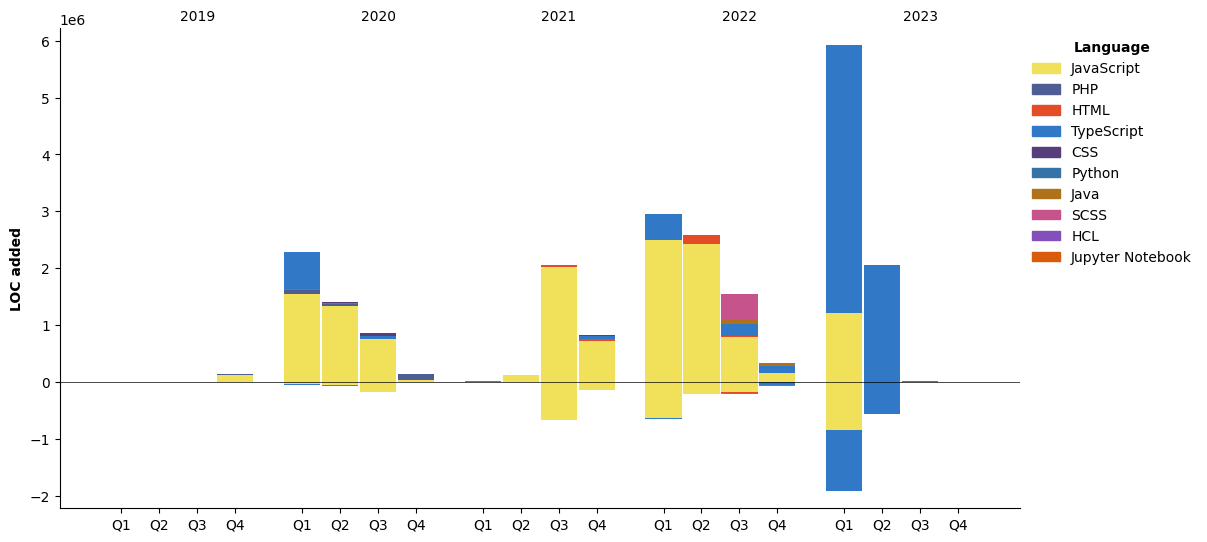 2019 2020 2021 2022 2023
1e6
6
5
4
3
2
1
0
−1
−2
LOC added
Q1 Q2 Q3 Q4 Q1 Q2 Q3 Q4 Q1 Q2 Q3 Q4 Q1 Q2 Q3 Q4 Q1 Q2 Q3 Q4
Language
JavaScript
PHP
HTML
TypeScript
CSS
Python
Java
SCSS
HCL
Jupyter Notebook